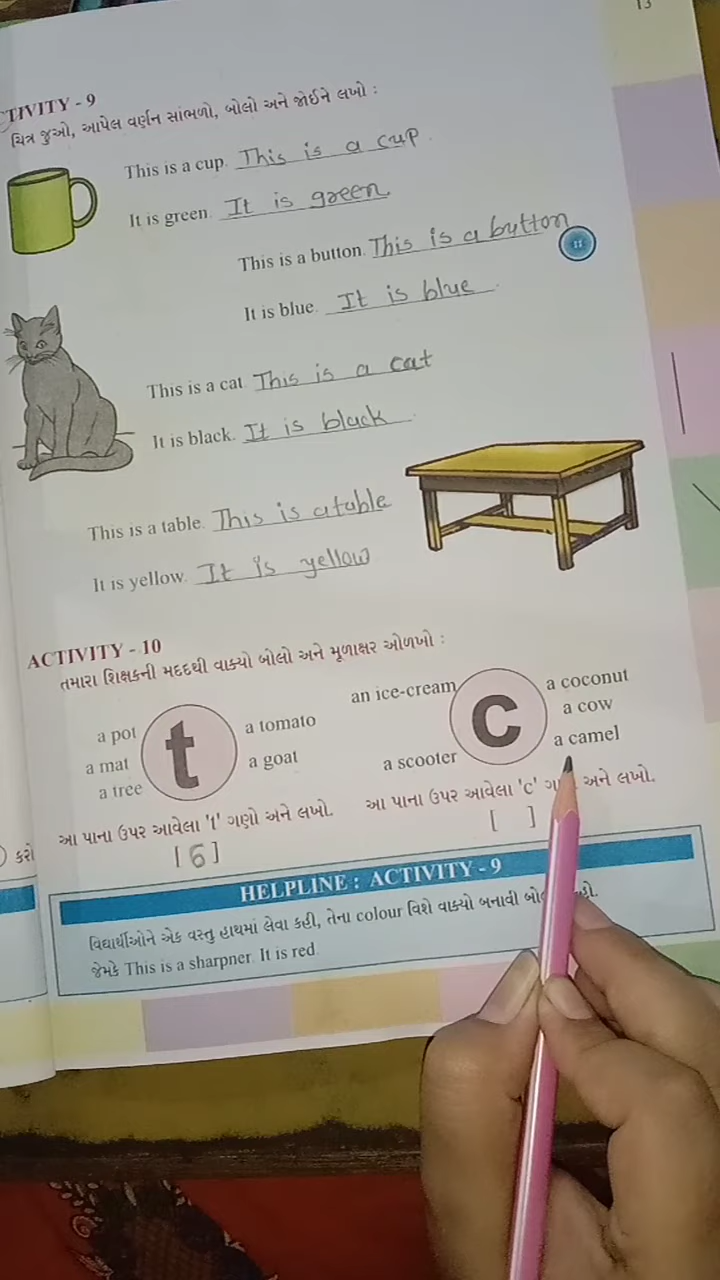 13
TIVITY - 9
ચિત્ર જુઓ, આપેલ વર્ણન સાંભળો, બોલો અને જોઈને લખો :
This is a cup. This is a cup.
It is green. It is green
This is a button. This is a button
It is blue. It is blue
This is a cat This is a cat
It is black. It is black
This is a table. This is a table
It is yellow. It is yellow
ACTIVITY - 10
તમારા શિક્ષકની મદદથી વાક્યો બોલો અને મૂળાક્ષર ઓળખો :
a pot
a mat
a tree
t
a tomato
a goat
an ice-cream
a scooter
c
a coconut
a cow
a camel
આ પાના ઉપર આવેલા 't' ગણો અને લખો.
[6]
આ પાના ઉપર આવેલા 'c' અને લખો.
[ ]
કરો
HELPLINE : ACTIVITY - 9
વિદ્યાર્થીઓને એક વસ્તુ હાથમાં લેવા કહી, તેના colour વિશે વાક્યો બનાવી
જેમકે This is a sharpner. It is red.